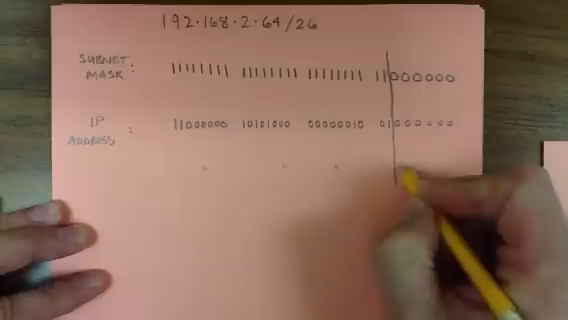 192.168.2.64/26
SUBNET MASK: 11111111 11111111 11111111 11000000
IP ADDRESS: 11000000 10101000 00000010 01000000
" " "